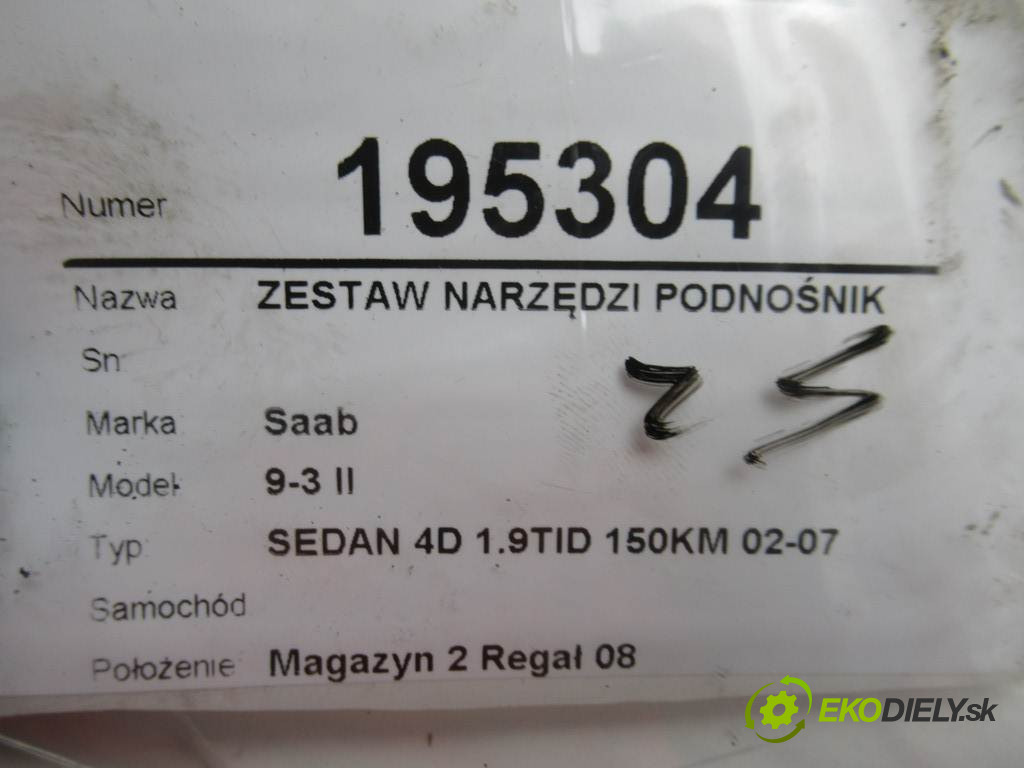 Numer 195304
Nazwa ZESTAW NARZĘDZI PODNOŚNIK
Sn
Marka Saab
Model 9-3 II
Typ SEDAN 4D 1.9TID 150KM 02-07
Samochód
Położenie Magazyn 2 Regał 08
EKODIELY.sk